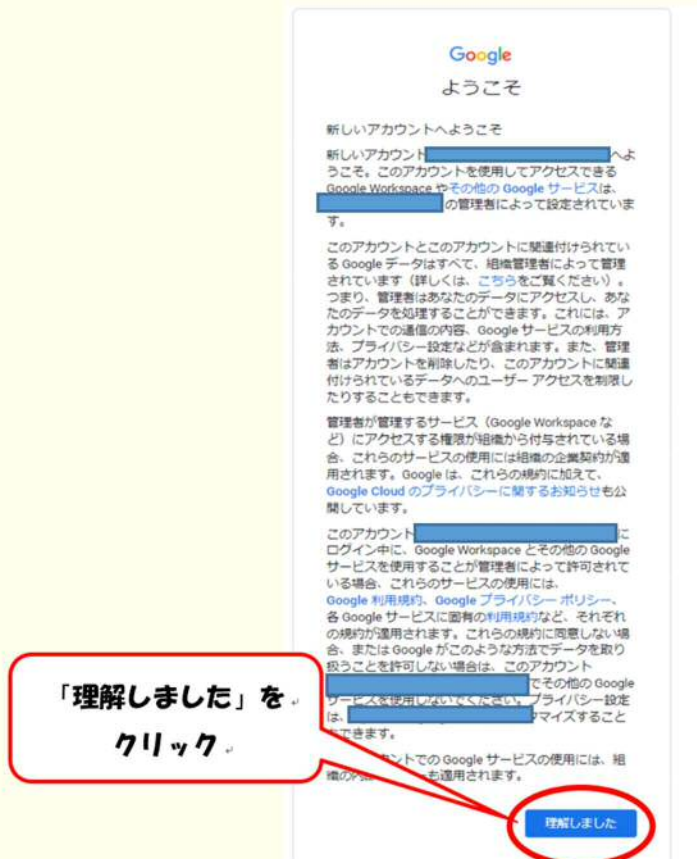 Google
ようこそ
新しいアカウントへようこそ
新しいアカウント へよ
うこそ。このアカウントを使用してアクセスできる
Google Workspace やその他の Google サービスは、
の管理者によって設定されていま
す。
このアカウントとこのアカウントに関連付けられてい
る Google データはすべて、組織管理者によって管理
されています（詳しくは、こちらをご覧ください）。
つまり、管理者はあなたのデータにアクセスし、あな
たのデータを処理することができます。これには、ア
カウントでの通信の内容、Google サービスの利用方
法、プライバシー設定などが含まれます。また、管理
者はアカウントを削除したり、このアカウントに関連
付けられているデータへのユーザー アクセスを制限し
たりすることもできます。
管理者が管理するサービス（Google Workspace な
ど）にアクセスする権限が組織から付与されている場
合、これらのサービスの使用には組織の企業契約が適
用されます。Google は、これらの規約に加えて、
Google Cloud のプライバシーに関するお知らせも公
開しています。
このアカウント に
ログイン中に、Google Workspace とその他の Google
サービスを使用することが管理者によって許可されて
いる場合、これらのサービスの使用には、
Google 利用規約、Google プライバシー ポリシー、
各 Google サービスに固有の利用規約など、それぞれ
の規約が適用されます。これらの規約に同意しない場
合、または Google がこのような方法でデータを取り
扱うことを許可しない場合は、このアカウント
でその他の Google
サービスを使用しないでください。プライバシー設定
は、 マイズすること
もできます。
ントでの Google サービスの使用には、組
織の も適用されます。
「理解しました」を
クリック
理解しました